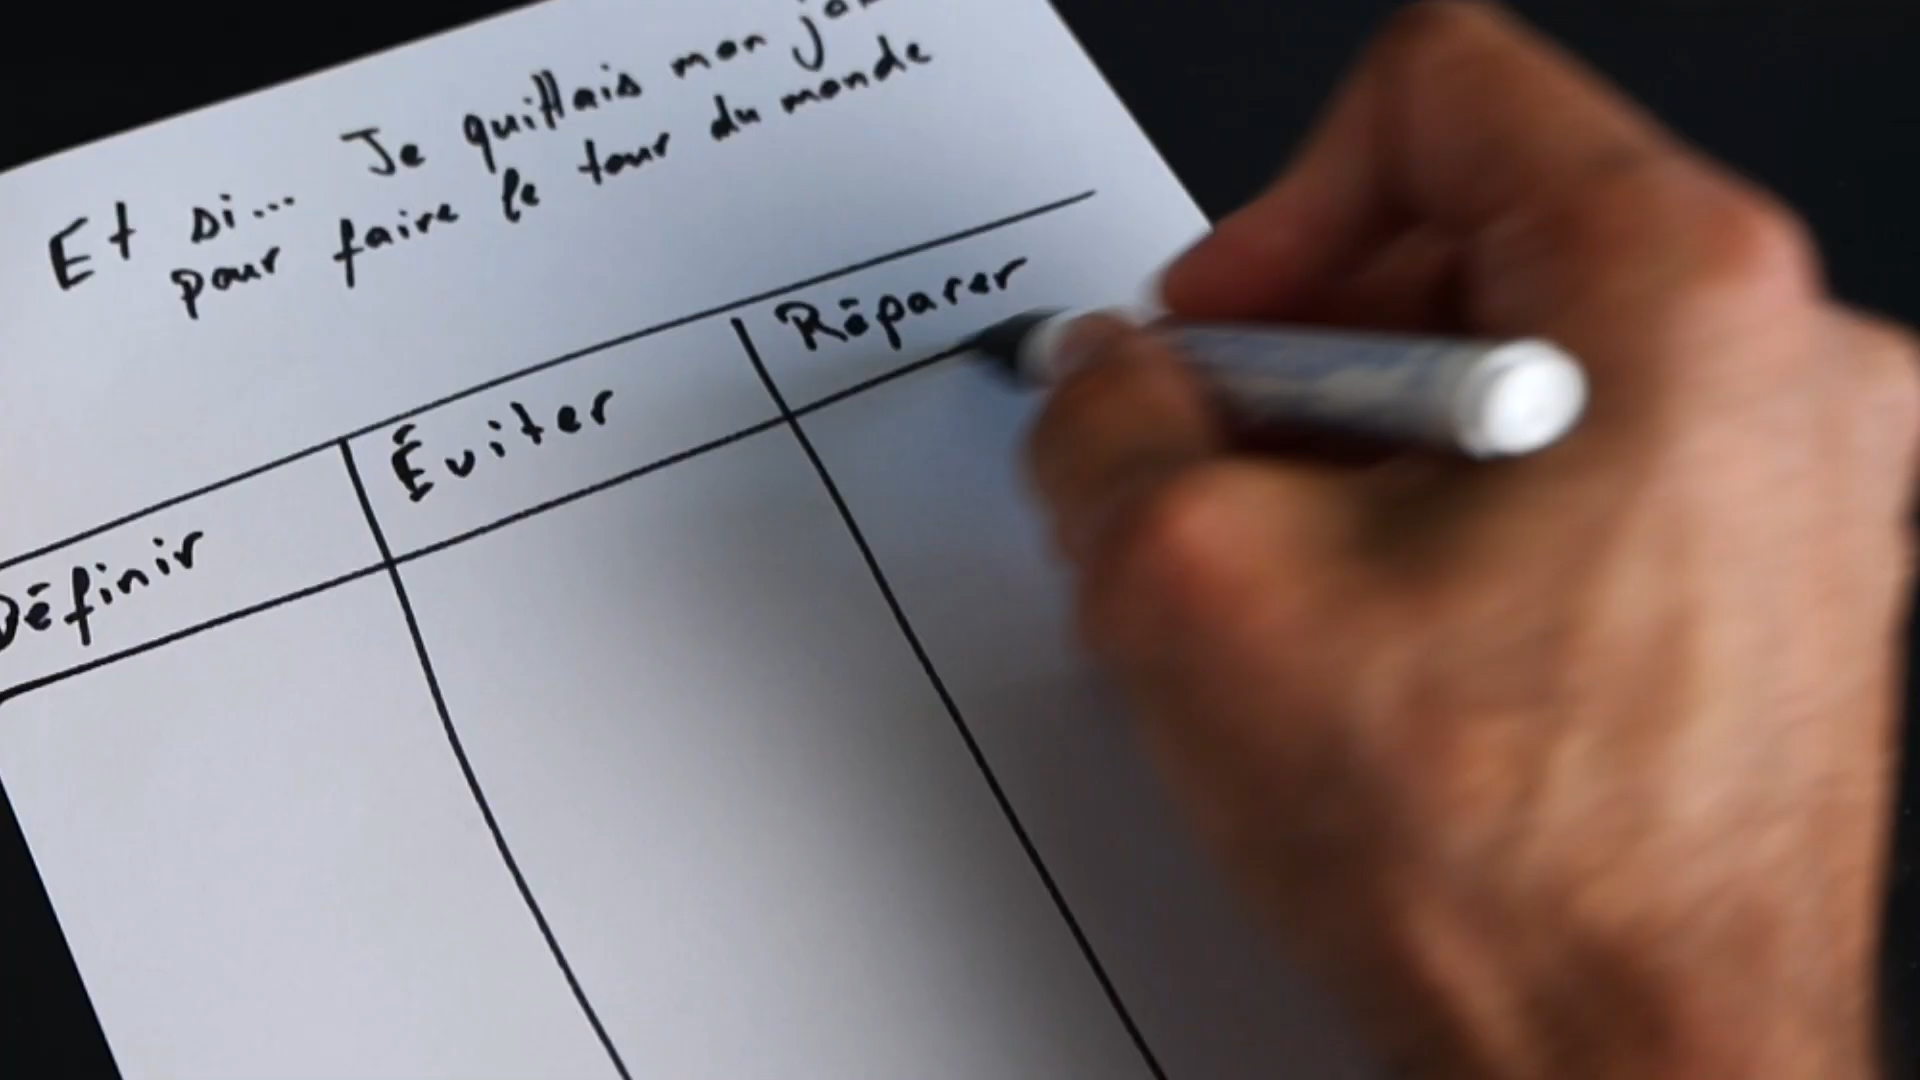 Et si... Je quittais mon
pour faire le tour du monde
Définir Éviter Réparer